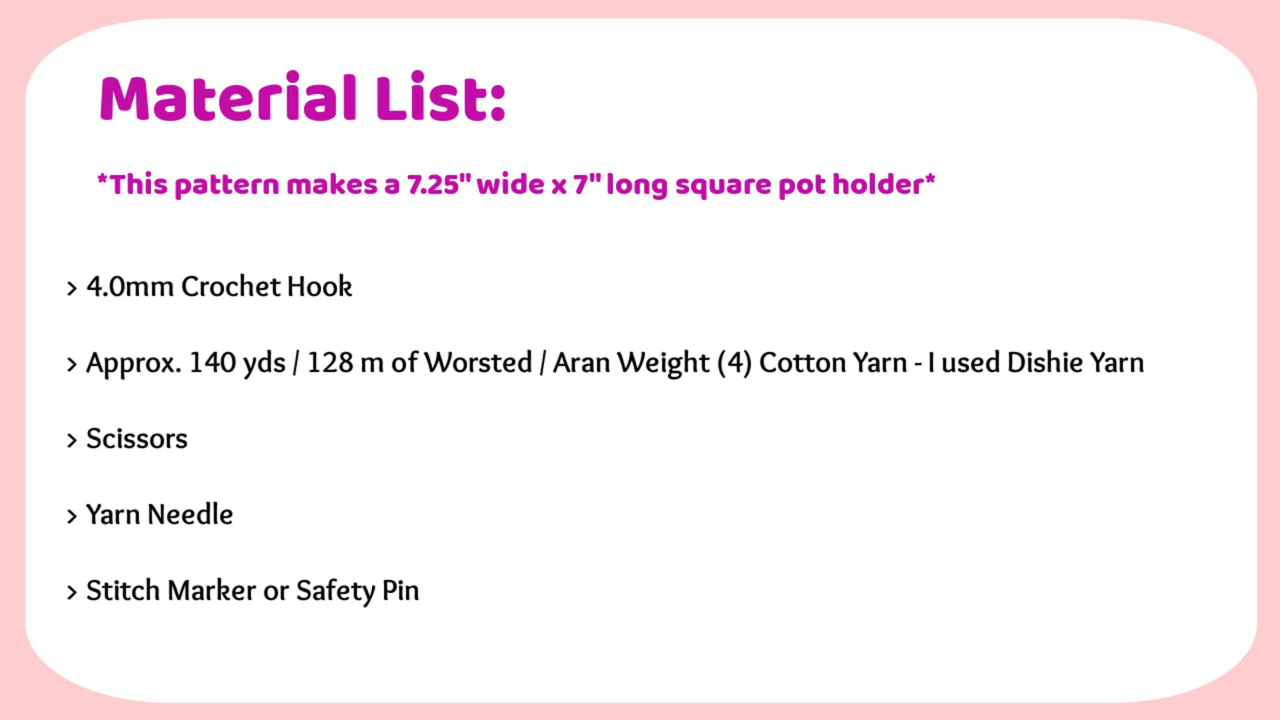 Material List:
*This pattern makes a 7.25" wide x 7" long square pot holder*
> 4.0mm Crochet Hook
> Approx. 140 yds / 128 m of Worsted / Aran Weight (4) Cotton Yarn - I used Dishie Yarn
> Scissors
> Yarn Needle
> Stitch Marker or Safety Pin